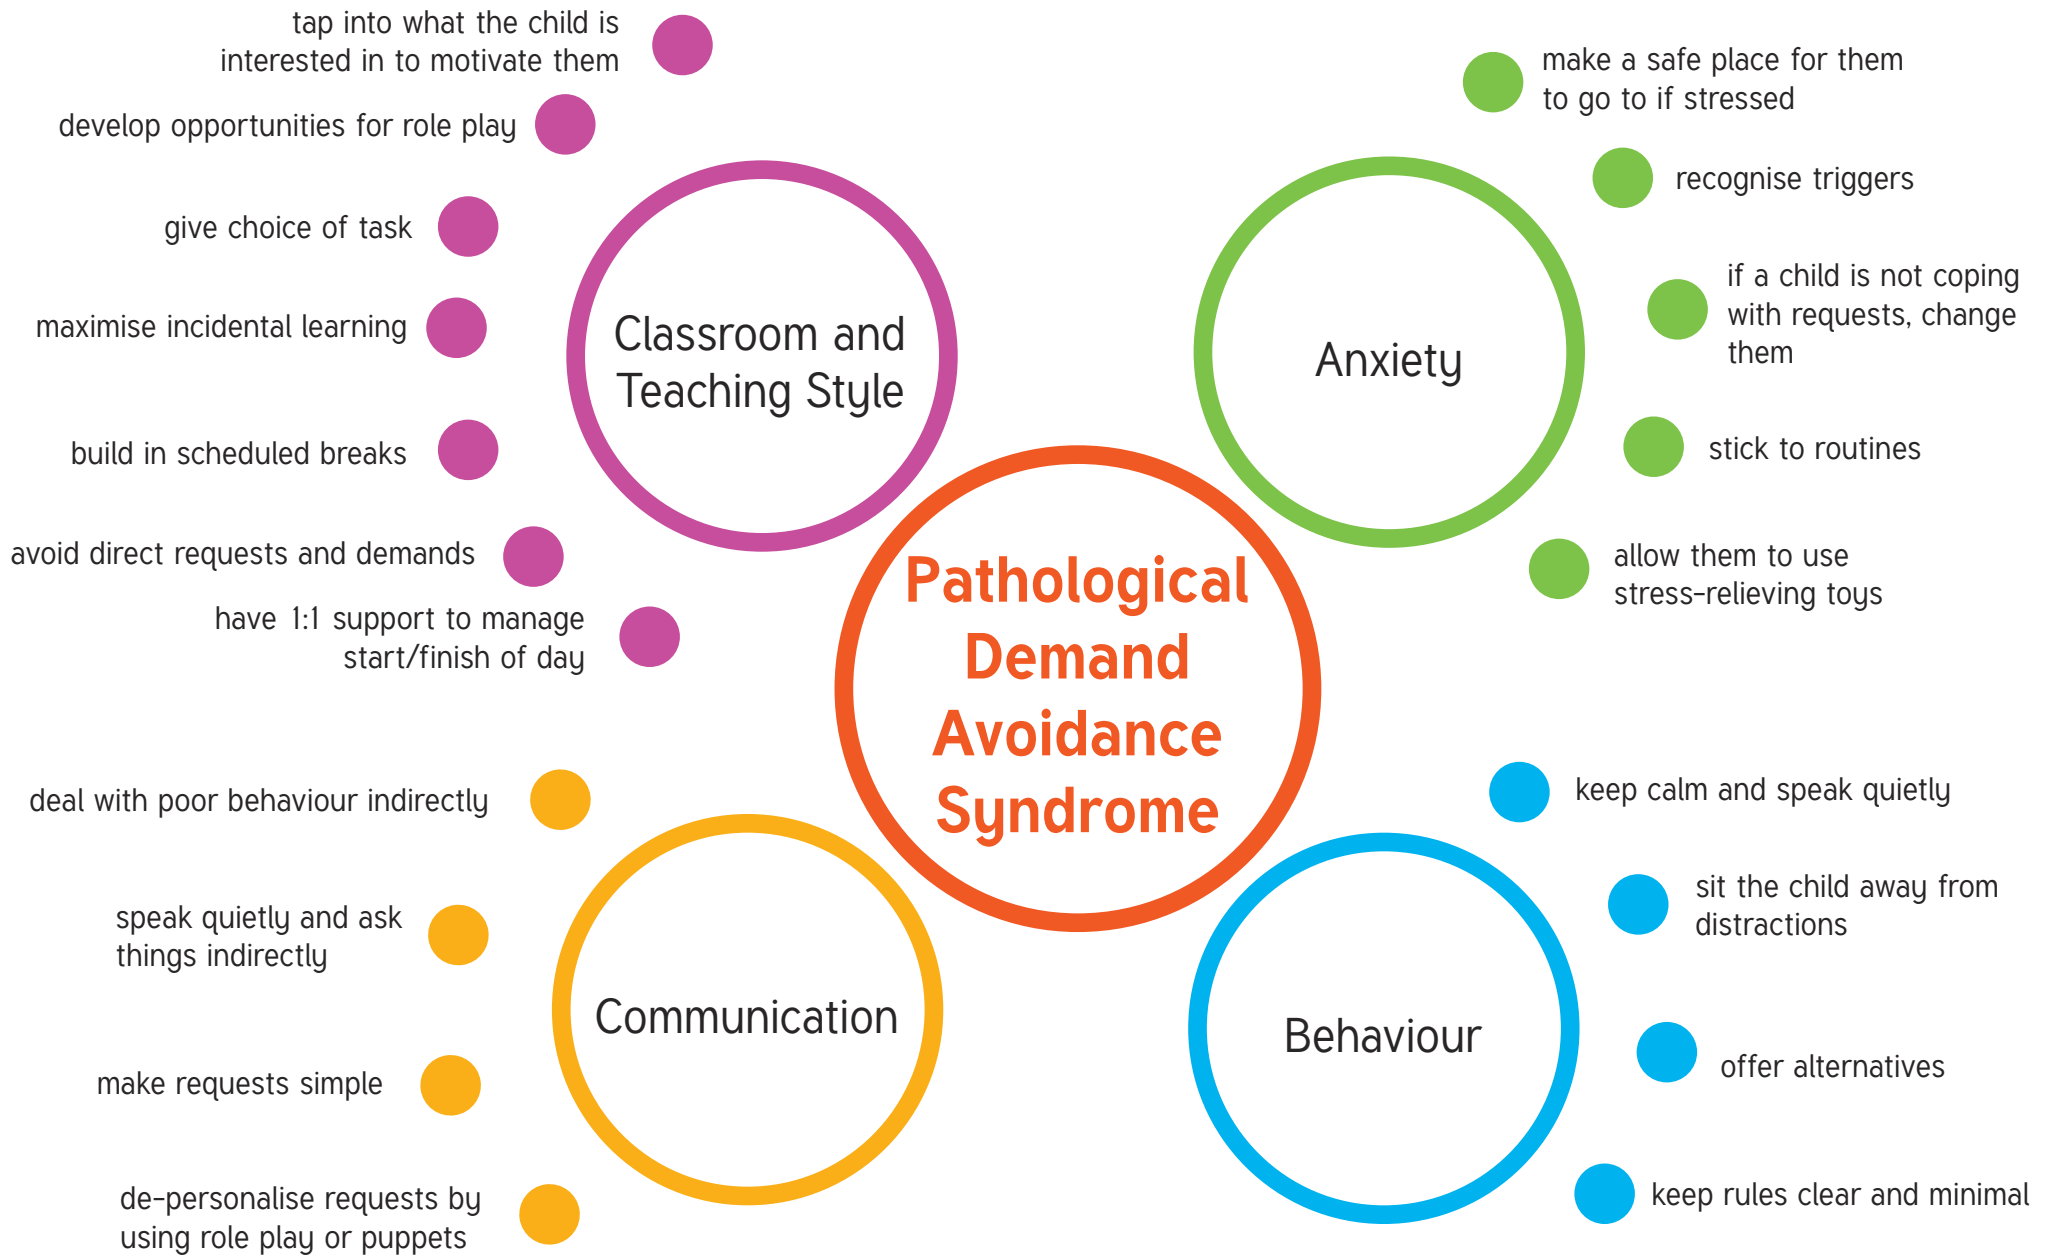 tap into what the child is
interested in to motivate them
develop opportunities for role play
give choice of task
maximise incidental learning
build in scheduled breaks
avoid direct requests and demands
have 1:1 support to manage
start/finish of day
Classroom and
Teaching Style
make a safe place for them
to go to if stressed
recognise triggers
if a child is not coping
with requests, change
them
stick to routines
allow them to use
stress-relieving toys
Anxiety
Pathological
Demand
Avoidance
Syndrome
deal with poor behaviour indirectly
speak quietly and ask
things indirectly
make requests simple
de-personalise requests by
using role play or puppets
Communication
keep calm and speak quietly
sit the child away from
distractions
offer alternatives
keep rules clear and minimal
Behaviour